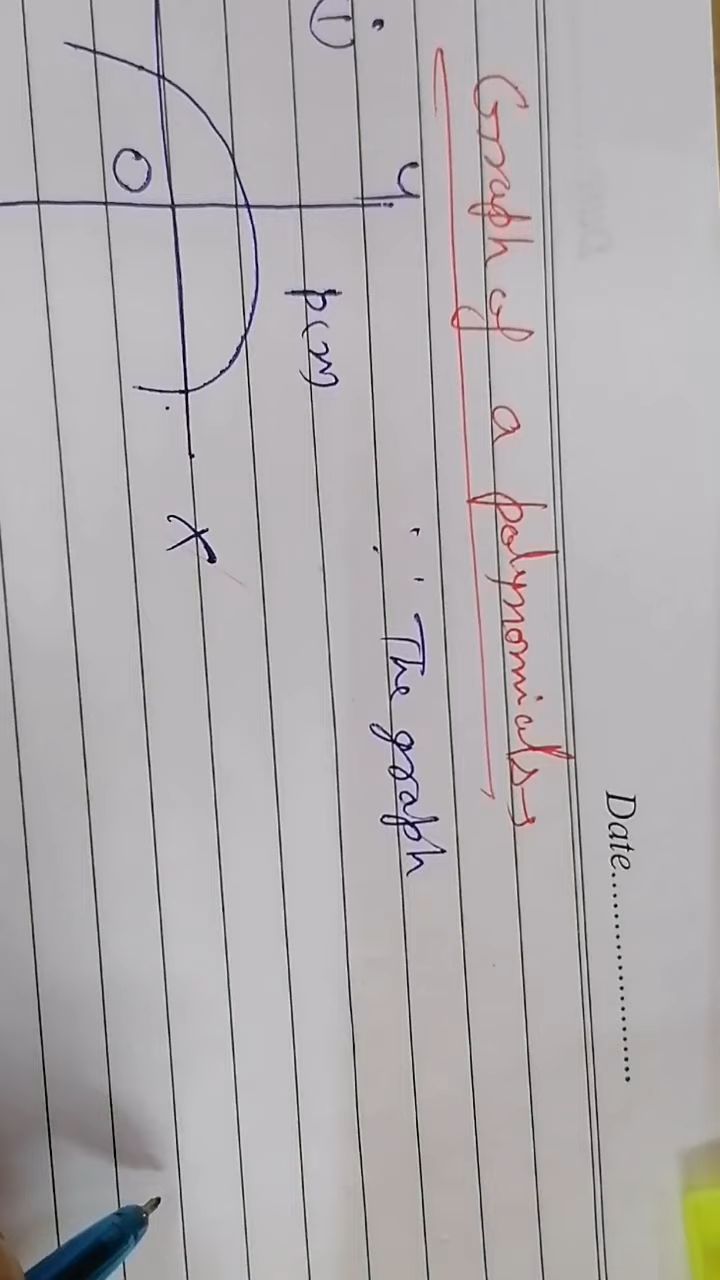 Date..................
Graph of a polynomials→
①
y
∵ The graph
p(x)
O
X